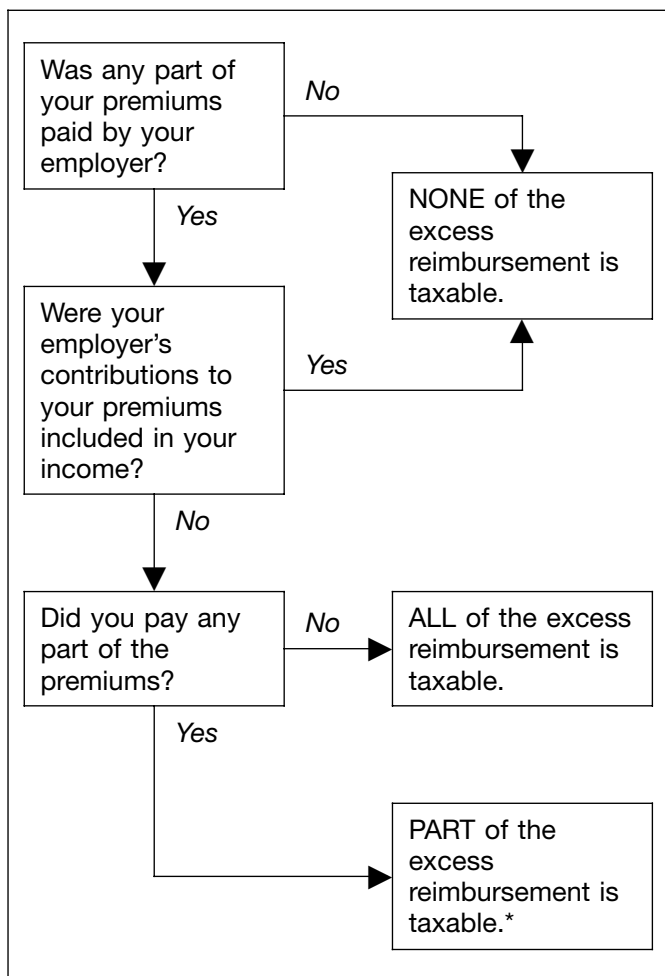 Was any part of
your premiums
paid by your
employer?
No
NONE of the
excess
reimbursement is
taxable.
Yes
Were your
employer’s
contributions to
your premiums
included in your
income?
Yes
No
Did you pay any
part of the
premiums?
No
ALL of the excess
reimbursement is
taxable.
Yes
PART of the
excess
reimbursement is
taxable.*